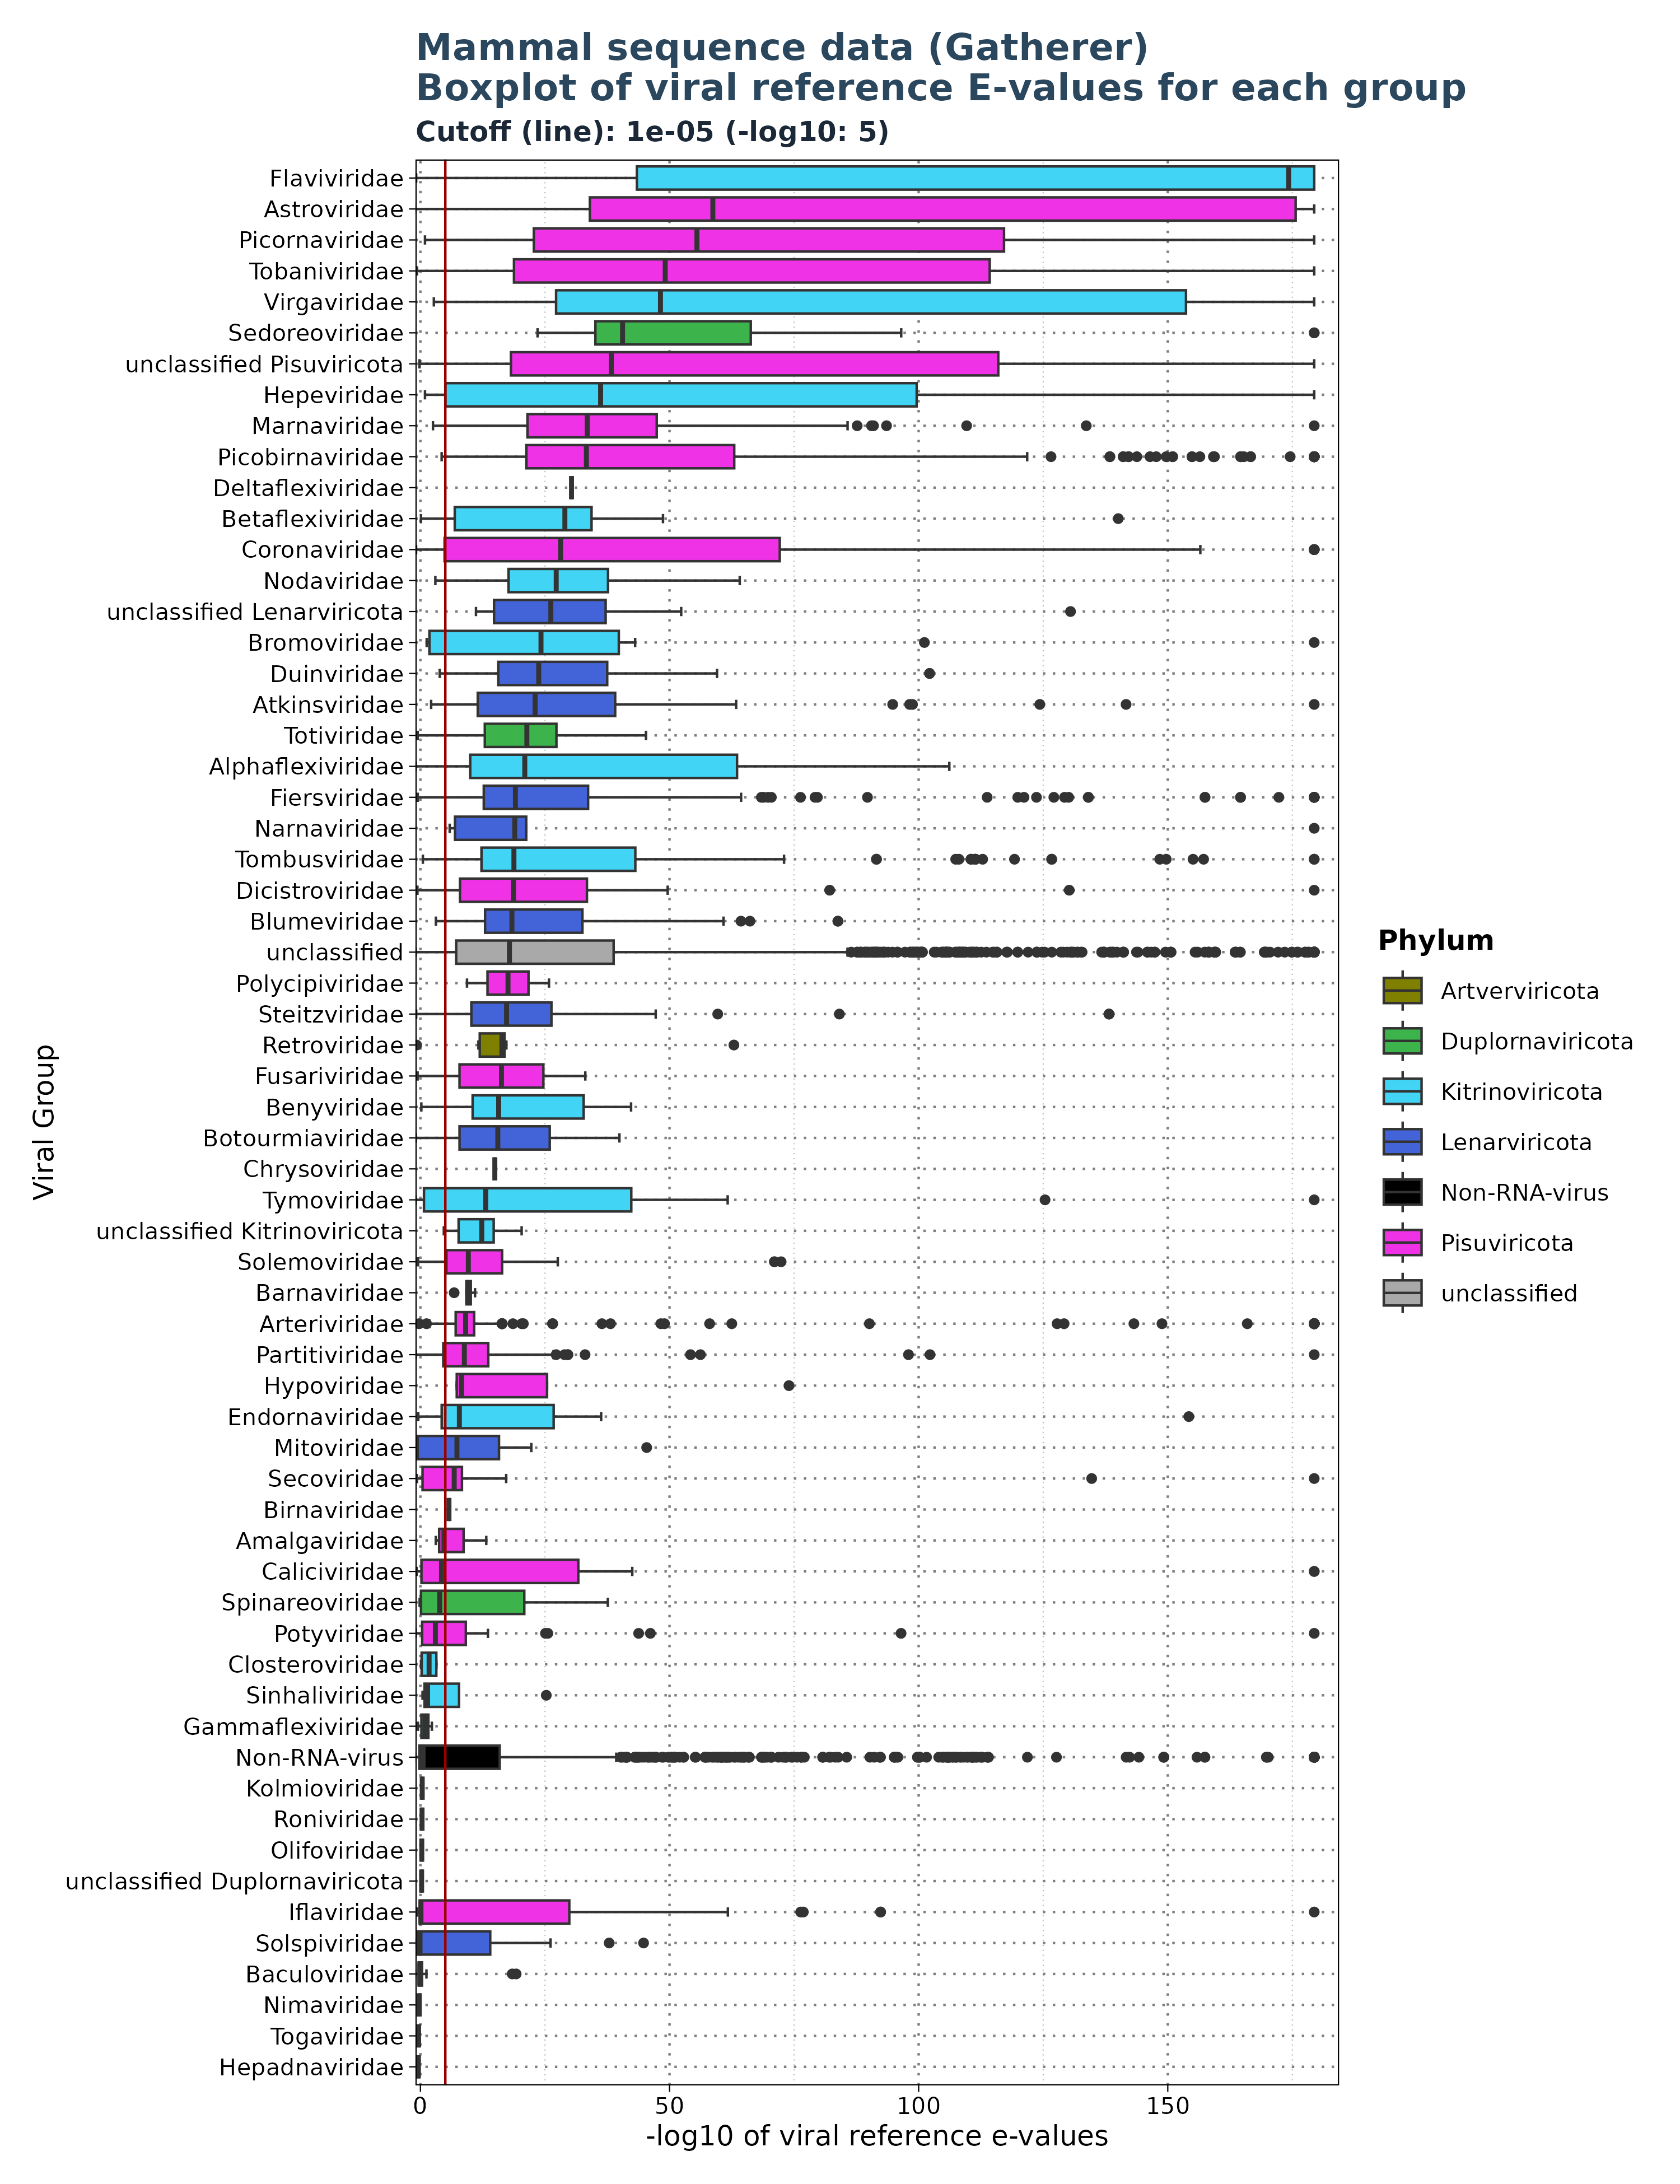 Mammal sequence data (Gatherer)
Boxplot of viral reference E-values for each group
Cutoff (line): 1e-05 (-log10: 5)
Viral Group
Flaviviridae
Astroviridae
Picornaviridae
Tobaniviridae
Virgaviridae
Sedoreoviridae
unclassified Pisuviricota
Hepeviridae
Marnaviridae
Picobirnaviridae
Deltaflexiviridae
Betaflexiviridae
Coronaviridae
Nodaviridae
unclassified Lenarviricota
Bromoviridae
Duinviridae
Atkinsviridae
Totiviridae
Alphaflexiviridae
Fiersviridae
Narnaviridae
Tombusviridae
Dicistroviridae
Blumeviridae
unclassified
Polycipiviridae
Steitzviridae
Retroviridae
Fusariviridae
Benyviridae
Botourmiaviridae
Chrysoviridae
Tymoviridae
unclassified Kitrinoviricota
Solemoviridae
Barnaviridae
Arteriviridae
Partitiviridae
Hypoviridae
Endornaviridae
Mitoviridae
Secoviridae
Birnaviridae
Amalgaviridae
Caliciviridae
Spinareoviridae
Potyviridae
Closteroviridae
Sinhaliviridae
Gammaflexiviridae
Non-RNA-virus
Kolmioviridae
Roniviridae
Olifoviridae
unclassified Duplornaviricota
Iflaviridae
Solspiviridae
Baculoviridae
Nimaviridae
Togaviridae
Hepadnaviridae
0 50 100 150
-log10 of viral reference e-values
Phylum
Artverviricota
Duplornaviricota
Kitrinoviricota
Lenarviricota
Non-RNA-virus
Pisuviricota
unclassified